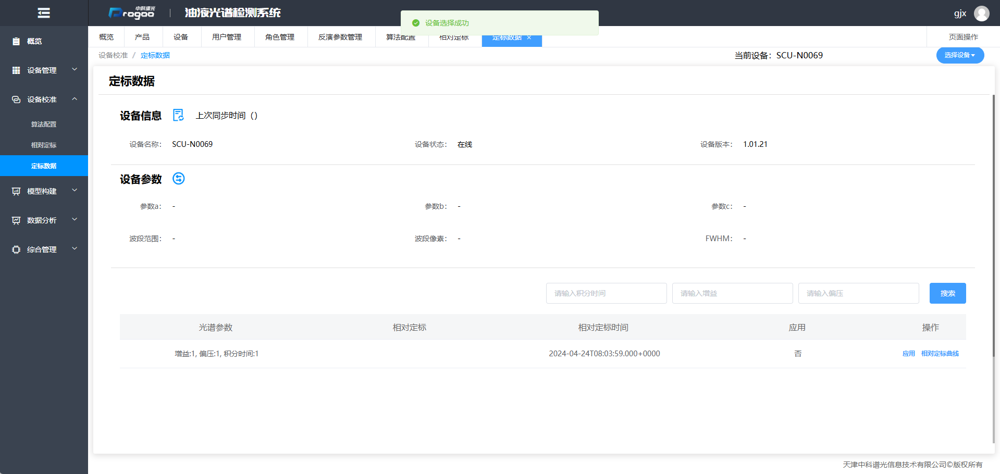 中科谱光
Pragoo
油液光谱检测系统
设备选择成功
gjx
概览
产品
设备
用户管理
角色管理
反演参数管理
算法配置
相对定标
定标数据 ×
页面操作
设备校准 / 定标数据
当前设备：SCU-N0069
选择设备
概览
设备管理
设备校准
算法配置
相对定标
定标数据
模型构建
数据分析
综合管理
定标数据
设备信息 上次同步时间（）
设备名称： SCU-N0069
设备状态： 在线
设备版本： 1.01.21
设备参数
参数a： -
参数b： -
参数c： -
波段范围： -
波段像素： -
FWHM： -
请输入积分时间
请输入增益
请输入偏压
搜索
光谱参数 相对定标 相对定标时间 应用 操作
增益:1, 偏压:1, 积分时间:1 2024-04-24T08:03:59.000+0000 否 应用 相对定标曲线
天津中科谱光信息技术有限公司©版权所有